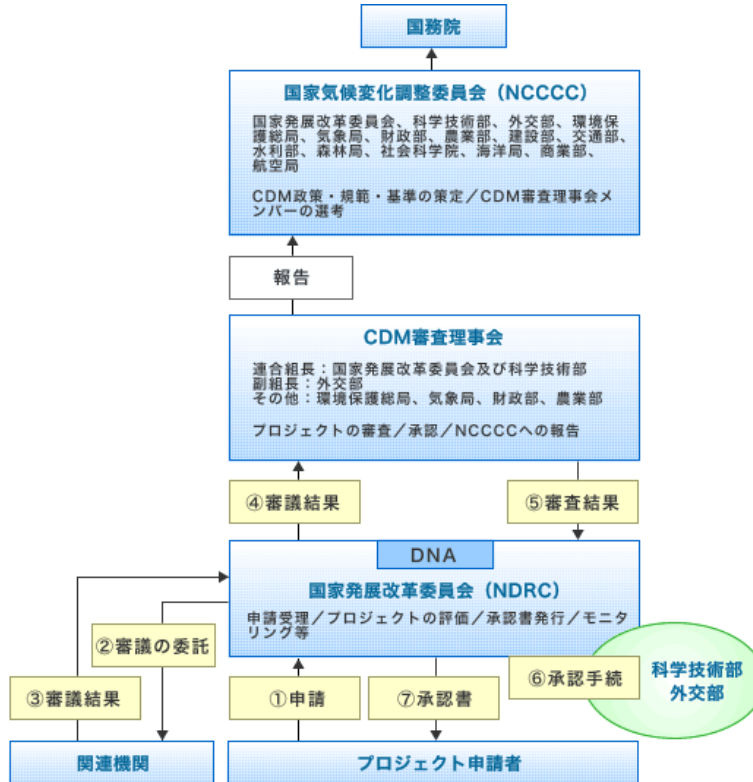 国務院
国家気候変化調整委員会（NCCCC）
国家発展改革委員会、科学技術部、外交部、環境保
護総局、気象局、財政部、農業部、建設部、交通部、
水利部、森林局、社会科学院、海洋局、商業部、
航空局
CDM政策・規範・基準の策定／CDM審査理事会メ
ンバーの選考
報告
CDM審査理事会
連合組長：国家発展改革委員会及び科学技術部
副組長：外交部
その他：環境保護総局、気象局、財政部、農業部
プロジェクトの審査／承認／NCCCCへの報告
④審議結果
⑤審査結果
DNA
国家発展改革委員会（NDRC）
申請受理／プロジェクトの評価／承認書発行／モニタ
リング等
②審議の委託
③審議結果
①申請
⑦承認書
⑥承認手続
科学技術部
外交部
関連機関
プロジェクト申請者